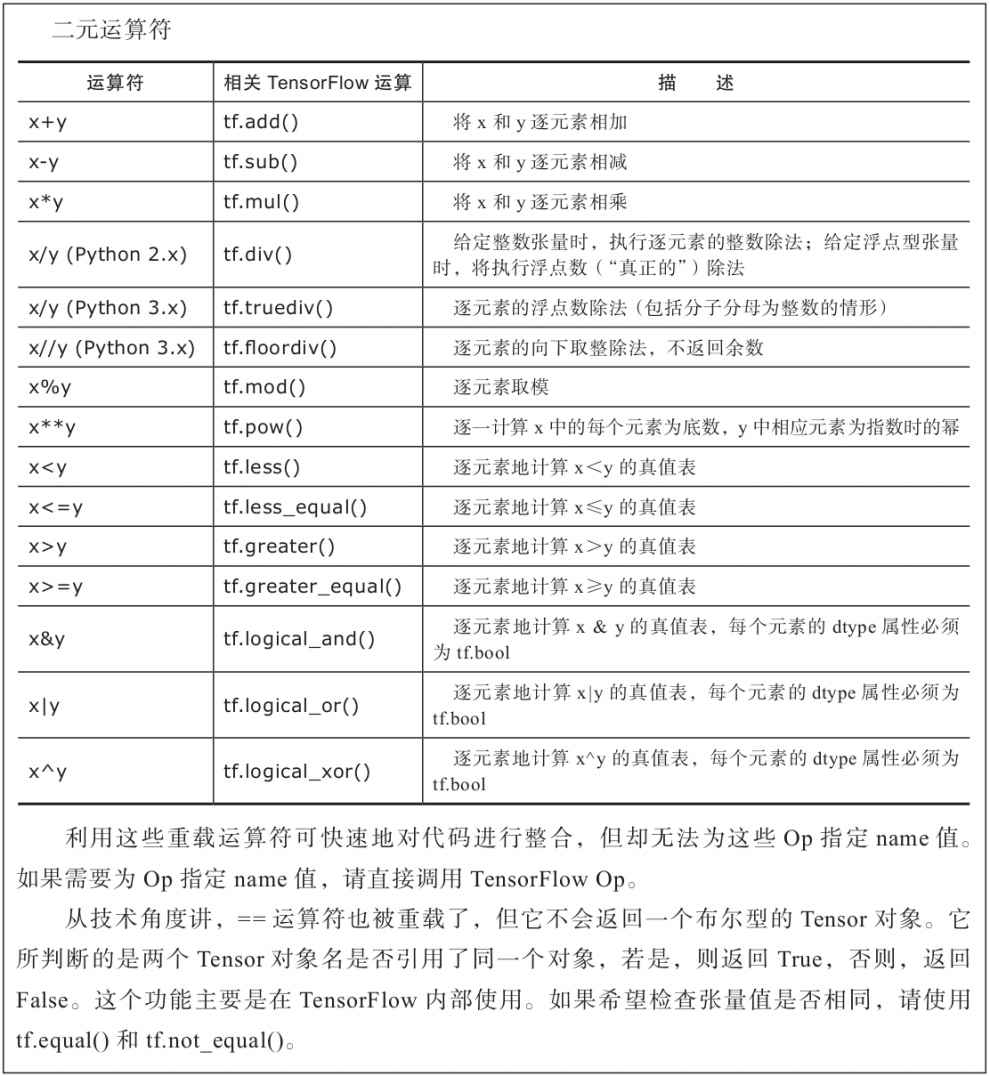 二元运算符
运算符 相关 TensorFlow 运算 描 述
x+y tf.add() 将 x 和 y 逐元素相加
x-y tf.sub() 将 x 和 y 逐元素相减
x*y tf.mul() 将 x 和 y 逐元素相乘
x/y (Python 2.x) tf.div() 给定整数张量时，执行逐元素的整数除法；给定浮点型张量
时，将执行浮点数（“真正的”）除法
x/y (Python 3.x) tf.truediv() 逐元素的浮点数除法（包括分子分母为整数的情形）
x//y (Python 3.x) tf.floordiv() 逐元素的向下取整除法，不返回余数
x%y tf.mod() 逐元素取模
x**y tf.pow() 逐一计算 x 中的每个元素为底数，y 中相应元素为指数时的幂
x<y tf.less() 逐元素地计算 x＜y 的真值表
x<=y tf.less_equal() 逐元素地计算 x≤y 的真值表
x>y tf.greater() 逐元素地计算 x＞y 的真值表
x>=y tf.greater_equal() 逐元素地计算 x≥y 的真值表
x&y tf.logical_and() 逐元素地计算 x & y 的真值表，每个元素的 dtype 属性必须
为 tf.bool
x|y tf.logical_or() 逐元素地计算 x|y 的真值表，每个元素的 dtype 属性必须为
tf.bool
x^y tf.logical_xor() 逐元素地计算 x^y 的真值表，每个元素的 dtype 属性必须为
tf.bool
利用这些重载运算符可快速地对代码进行整合，但却无法为这些 Op 指定 name 值。
如果需要为 Op 指定 name 值，请直接调用 TensorFlow Op。
从技术角度讲，== 运算符也被重载了，但它不会返回一个布尔型的 Tensor 对象。它
所判断的是两个 Tensor 对象名是否引用了同一个对象，若是，则返回 True，否则，返回
False。这个功能主要是在 TensorFlow 内部使用。如果希望检查张量值是否相同，请使用
tf.equal() 和 tf.not_equal()。